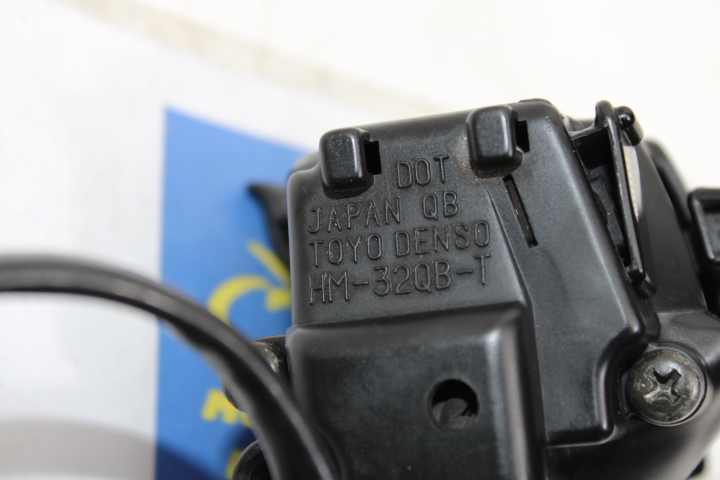 DOT
JAPAN QB
TOYO DENSO
HM-32QB-T